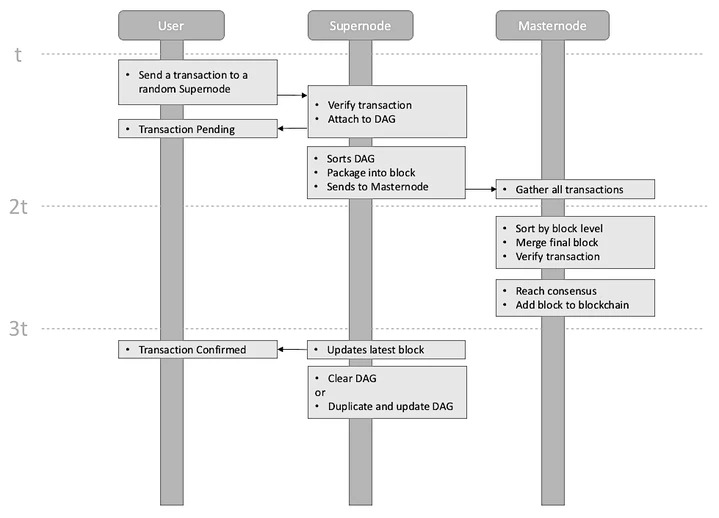 User
Supernode
Masternode
t
• Send a transaction to a
random Supernode
• Verify transaction
• Attach to DAG
• Transaction Pending
• Sorts DAG
• Package into block
• Sends to Masternode
• Gather all transactions
2t
• Sort by block level
• Merge final block
• Verify transaction
• Reach consensus
• Add block to blockchain
3t
• Transaction Confirmed
• Updates latest block
• Clear DAG
or
• Duplicate and update DAG